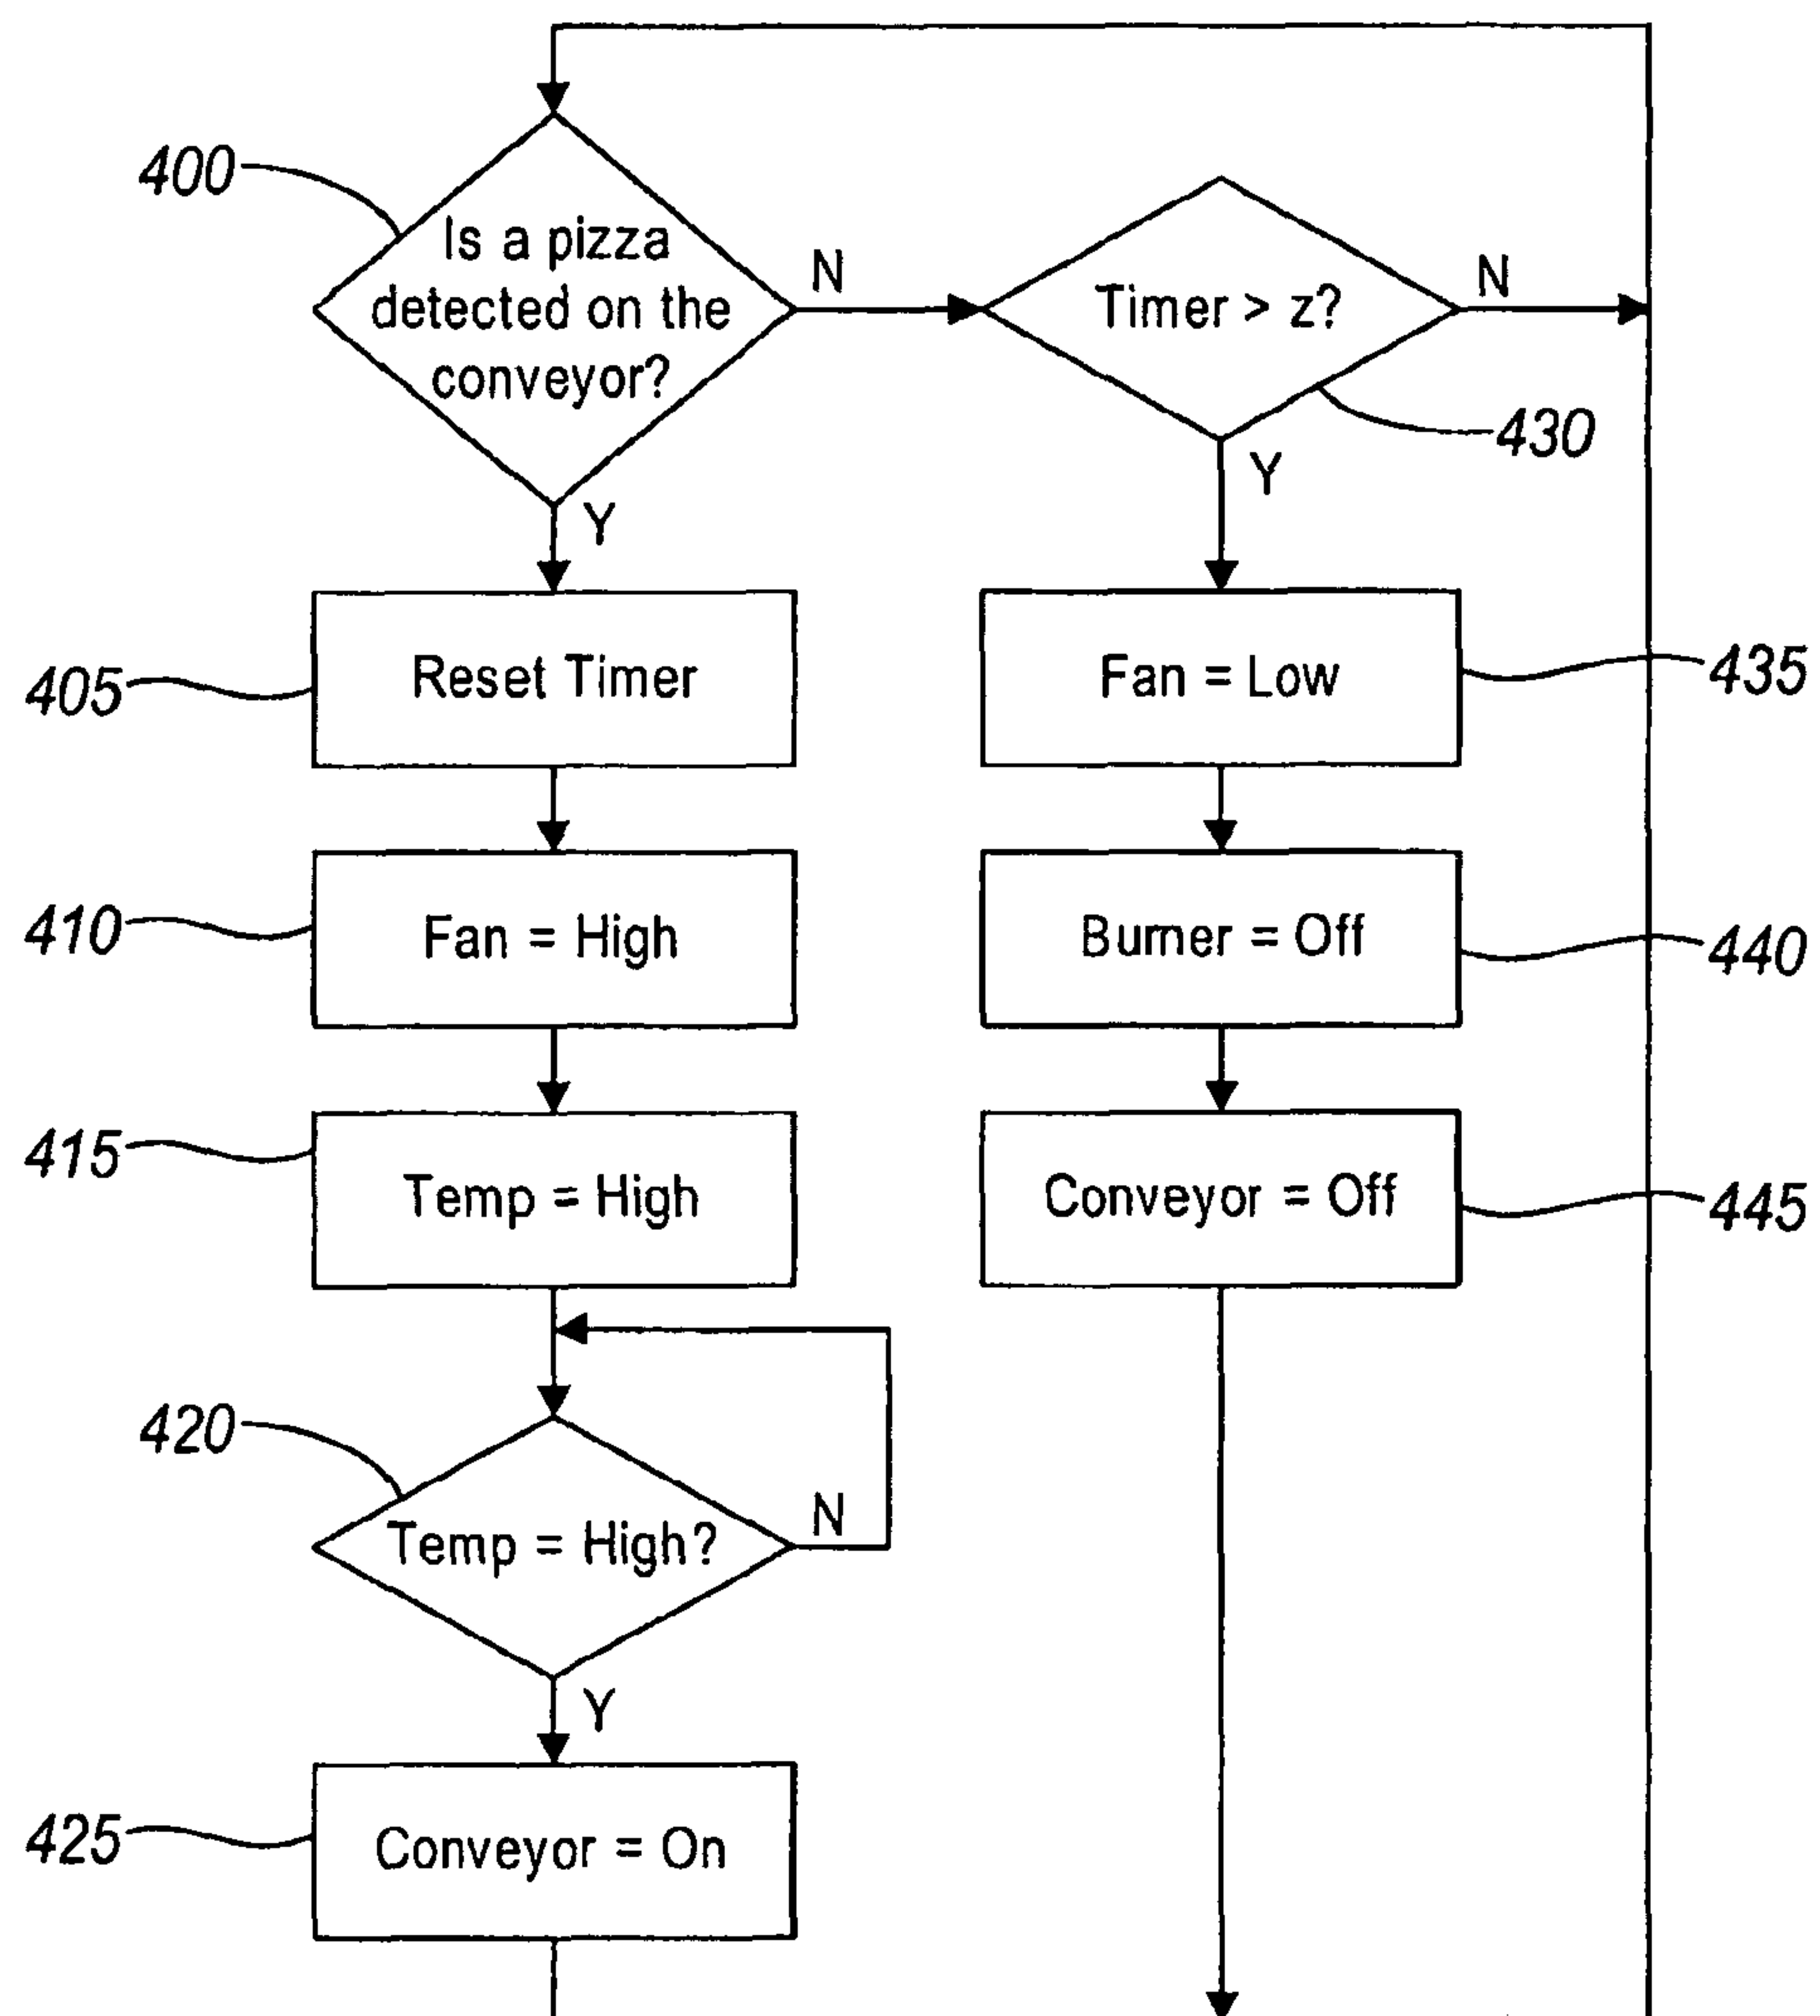 400
Is a pizza
detected on the
conveyor?
N
Timer > z?
N
430
Y
Y
405
Reset Timer
Fan = Low
435
410
Fan = High
Burner = Off
440
415
Temp = High
Conveyor = Off
445
420
Temp = High?
N
Y
425
Conveyor = On